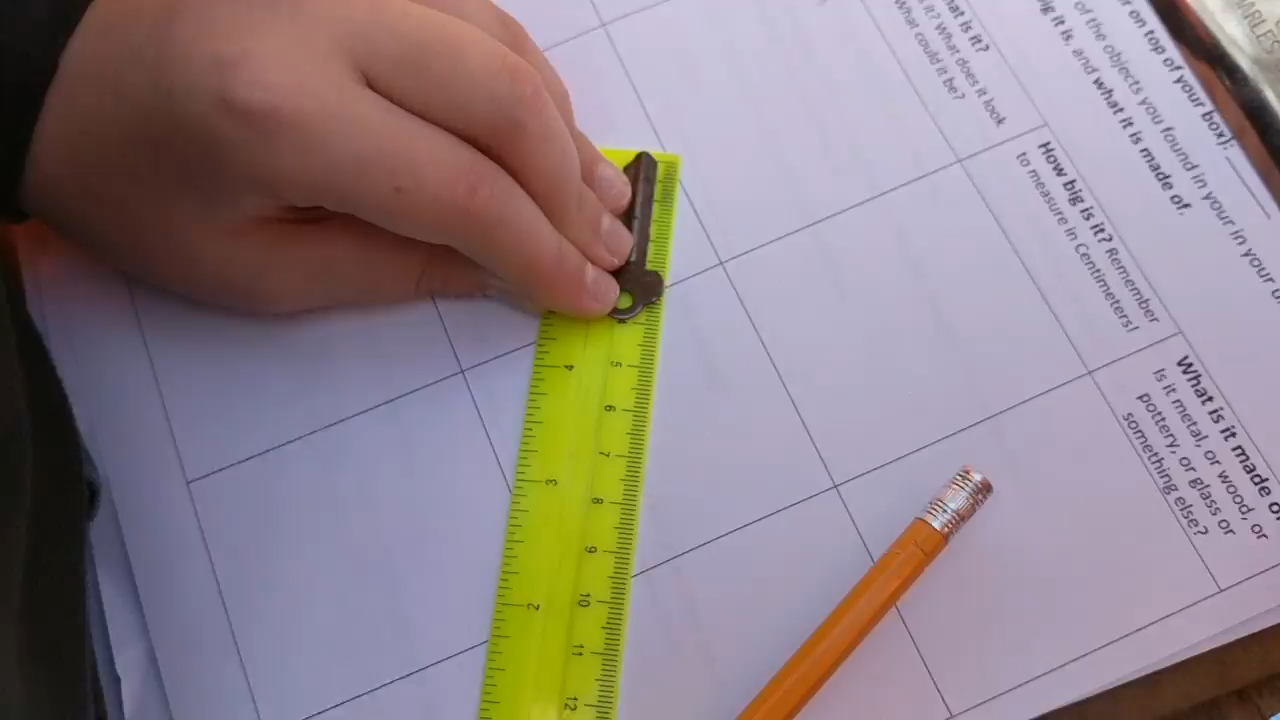 r on top of your box):
of the objects you found in your
ig it is, and what it is made of.
hat is it?
it? What does it look
What could it be?
How big is it? Remember
to measure in Centimeters!
What is it made o
Is it metal, or wood, or
pottery, or glass or
something else?
4
5
6
7
8
9
10
11
12
4
3
2